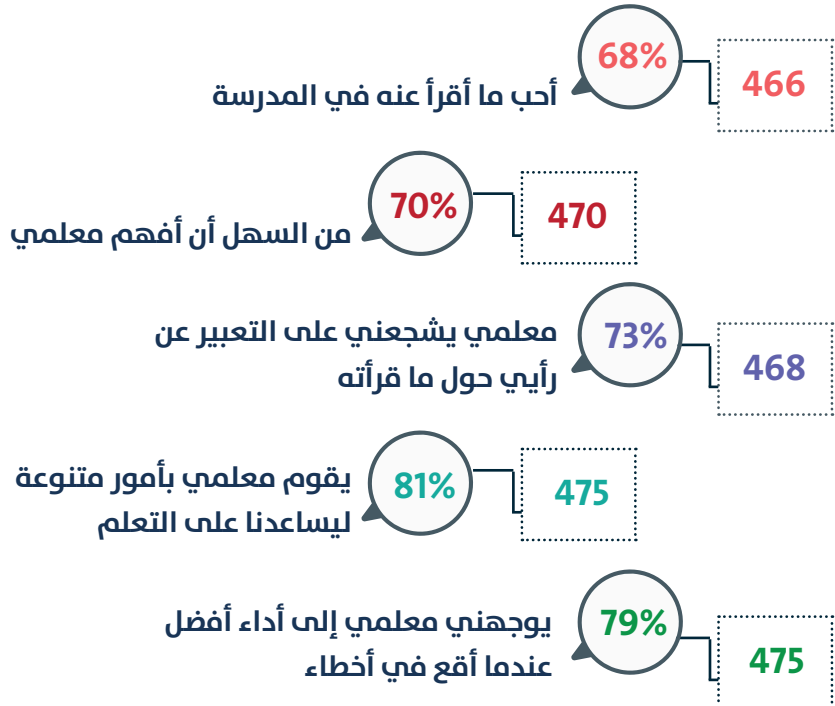 466
68%
أحب ما أقرأ عنه في المدرسة
470
70%
من السهل أن أفهم معلمي
468
73%
معلمي يشجعني على التعبير عن
رأيي حول ما قرأته
475
81%
يقوم معلمي بأمور متنوعة
ليساعدنا على التعلم
475
79%
يوجهني معلمي إلى أداء أفضل
عندما أقع في أخطاء